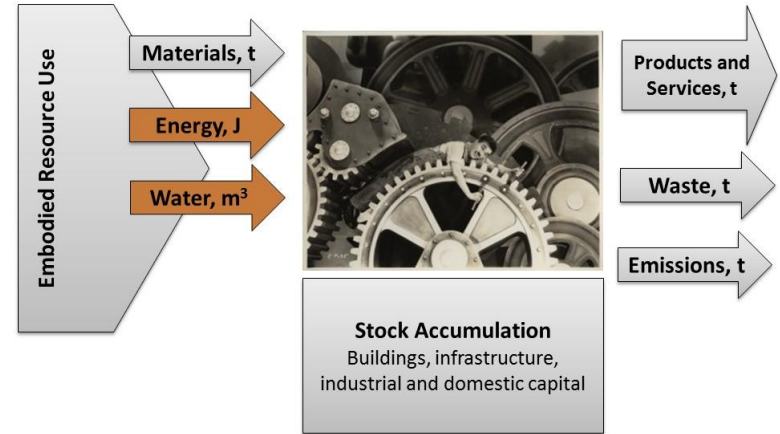 Embodied Resource Use
Materials, t
Energy, J
Water, m³
Products and
Services, t
Waste, t
Emissions, t
Stock Accumulation
Buildings, infrastructure,
industrial and domestic capital